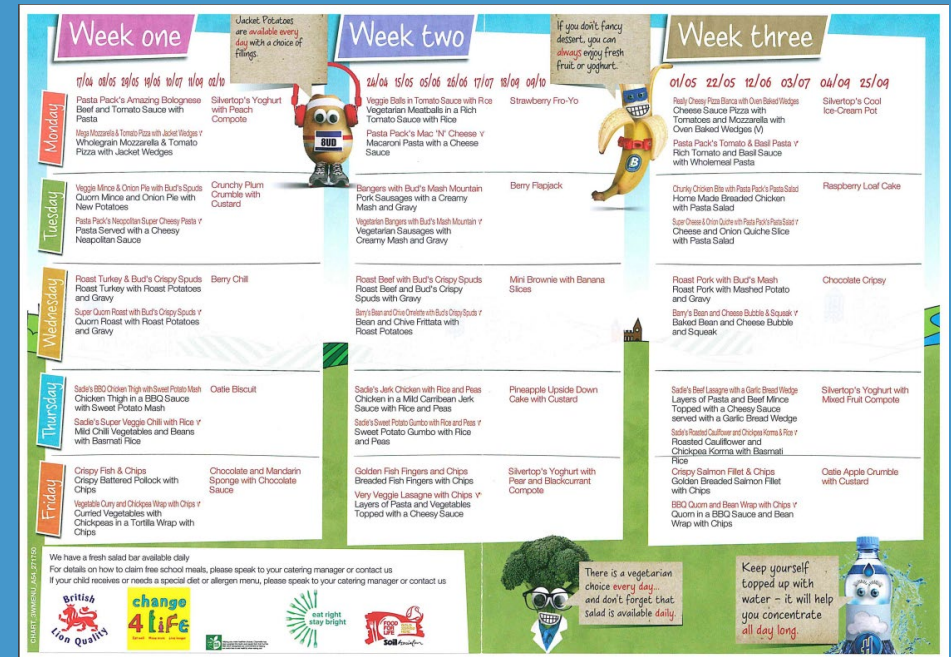 Week one
Jacket Potatoes
are available every
day with a choice of
fillings.
Week two
If you don't fancy
dessert, you can
always enjoy fresh
fruit or yoghurt.
Week three
17/04 08/05 29/05 19/06 10/07 11/09 02/10
24/04 15/05 05/06 26/06 17/07 18/09 09/10
01/05 22/05 12/06 03/07 04/09 25/09
Monday
Pasta Pack's Amazing Bolognese
Beef and Tomato Sauce with
Pasta
Mega Mozzarella & Tomato Pizza with Jacket Wedges V
Wholegrain Mozzarella & Tomato
Pizza with Jacket Wedges
Silvertop's Yoghurt
with Peach
Compote
BUD
Veggie Balls in Tomato Sauce with Rice
Vegetarian Meatballs in a Rich
Tomato Sauce with Rice
Pasta Pack's Mac 'N' Cheese V
Macaroni Pasta with a Cheese
Sauce
Strawberry Fro-Yo
B
Really Cheesy Pizza Bianca with Oven Baked Wedges
Cheese Sauce Pizza with
Tomatoes and Mozzarella with
Oven Baked Wedges (V)
Pasta Pack's Tomato & Basil Pasta V
Rich Tomato and Basil Sauce
with Wholemeal Pasta
Silvertop's Cool
Ice-Cream Pot
Tuesday
Veggie Mince & Onion Pie with Bud's Spuds
Quorn Mince and Onion Pie with
New Potatoes
Pasta Pack's Neopolitan Super Cheesy Pasta V
Pasta Served with a Cheesy
Neapolitan Sauce
Crunchy Plum
Crumble with
Custard
Bangers with Bud's Mash Mountain
Pork Sausages with a Creamy
Mash and Gravy
Vegetarian Bangers with Bud's Mash Mountain V
Vegetarian Sausages with
Creamy Mash and Gravy
Berry Flapjack
Chunky Chicken Bite with Pasta Pack's Pasta Salad
Home Made Breaded Chicken
with Pasta Salad
Super Cheese & Onion Quiche with Pasta Pack's Pasta Salad V
Cheese and Onion Quiche Slice
with Pasta Salad
Raspberry Loaf Cake
Wednesday
Roast Turkey & Bud's Crispy Spuds
Roast Turkey with Roast Potatoes
and Gravy
Super Quorn Roast with Bud's Crispy Spuds V
Quorn Roast with Roast Potatoes
and Gravy
Berry Chill
Roast Beef with Bud's Crispy Spuds
Roast Beef and Bud's Crispy
Spuds with Gravy
Barry's Bean and Chive Omelette with Bud's Crispy Spuds V
Bean and Chive Frittata with
Roast Potatoes
Mini Brownie with Banana
Slices
Roast Pork with Bud's Mash
Roast Pork with Mashed Potato
and Gravy
Barry's Bean and Cheese Bubble & Squeak V
Baked Bean and Cheese Bubble
and Squeak
Chocolate Cripsy
Thursday
Sadie's BBQ Chicken Thigh with Sweet Potato Mash
Chicken Thigh in a BBQ Sauce
with Sweet Potato Mash
Sadie's Super Veggie Chilli with Rice V
Mild Chilli Vegetables and Beans
with Basmati Rice
Oatie Biscuit
Sadie's Jerk Chicken with Rice and Peas
Chicken in a Mild Carribean Jerk
Sauce with Rice and Peas
Sadie's Sweet Potato Gumbo with Rice and Peas V
Sweet Potato Gumbo with Rice
and Peas
Pineapple Upside Down
Cake with Custard
Sadie's Beef Lasagne with a Garlic Bread Wedge
Layers of Pasta and Beef Mince
Topped with a Cheesy Sauce
served with a Garlic Bread Wedge
Sadie's Roasted Cauliflower and Chickpea Korma & Rice V
Roasted Cauliflower and
Chickpea Korma with Basmati
Rice
Silvertop's Yoghurt with
Mixed Fruit Compote
Friday
Crispy Fish & Chips
Crispy Battered Pollock with
Chips
Vegetable Curry and Chickpea Wrap with Chips V
Curried Vegetables with
Chickpeas in a Tortilla Wrap with
Chips
Chocolate and Mandarin
Sponge with Chocolate
Sauce
Golden Fish Fingers and Chips
Breaded Fish Fingers with Chips
Very Veggie Lasagne with Chips V
Layers of Pasta and Vegetables
Topped with a Cheesy Sauce
Silvertop's Yoghurt with
Pear and Blackcurrant
Compote
Crispy Salmon Fillet & Chips
Golden Breaded Salmon Fillet
with Chips
BBQ Quorn and Bean Wrap with Chips V
Quorn in a BBQ Sauce and Bean
Wrap with Chips
Oatie Apple Crumble
with Custard
We have a fresh salad bar available daily
For details on how to claim free school meals, please speak to your catering manager or contact us
If your child receives or needs a special diet or allergen menu, please speak to your catering manager or contact us
British
Lion Quality
change
4 LiFE
eat right
stay bright
FOOD
FOR
LIFE
soil
There is a vegetarian
choice every day...
and don't forget that
salad is available daily.
Keep yourself
topped up with
water – it will help
you concentrate
all day long.